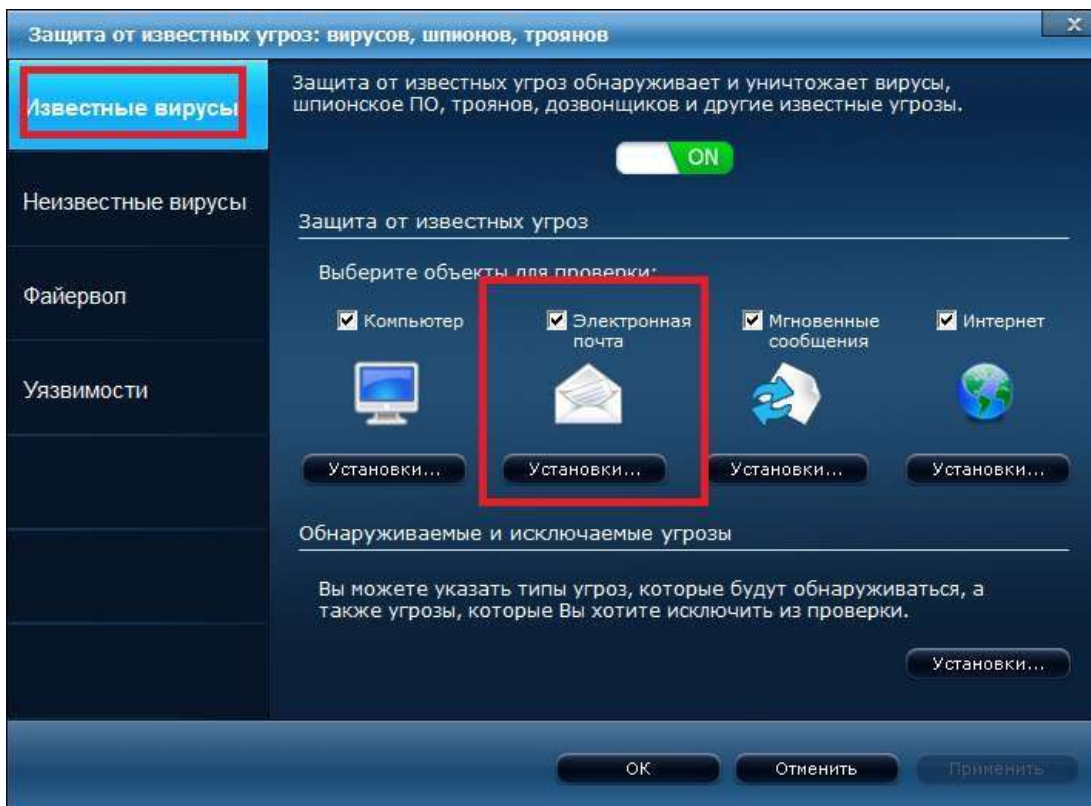 Защита от известных угроз: вирусов, шпионов, троянов
x
Известные вирусы
Неизвестные вирусы
Файервол
Уязвимости
Защита от известных угроз обнаруживает и уничтожает вирусы,
шпионское ПО, троянов, дозвонщиков и другие известные угрозы.
ON
Защита от известных угроз
Выберите объекты для проверки:
Компьютер
Электронная
почта
Мгновенные
сообщения
Интернет
Установки...
Установки...
Установки...
Установки...
Обнаруживаемые и исключаемые угрозы
Вы можете указать типы угроз, которые будут обнаруживаться, а
также угрозы, которые Вы хотите исключить из проверки.
Установки...
ОК
Отменить
Применить